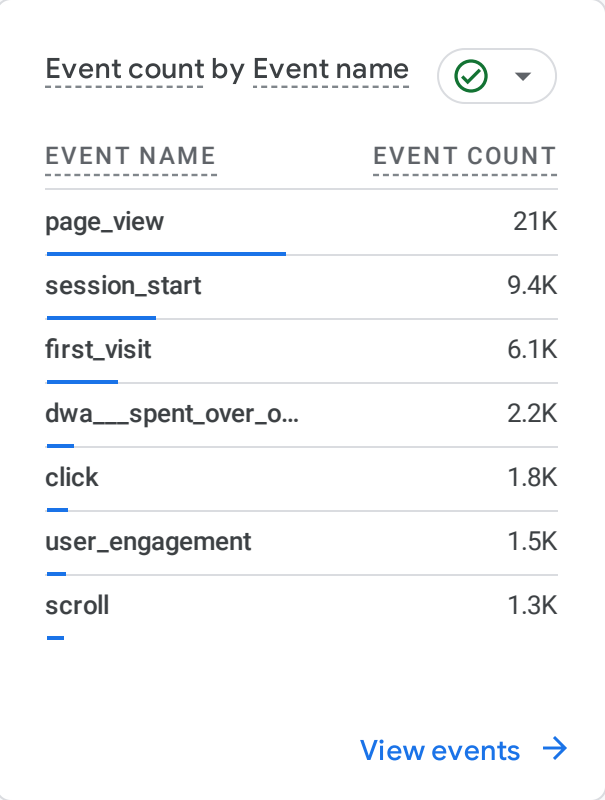 Event count by Event name
EVENT NAME EVENT COUNT
page_view 21K
session_start 9.4K
first_visit 6.1K
dwa___spent_over_o... 2.2K
click 1.8K
user_engagement 1.5K
scroll 1.3K
View events